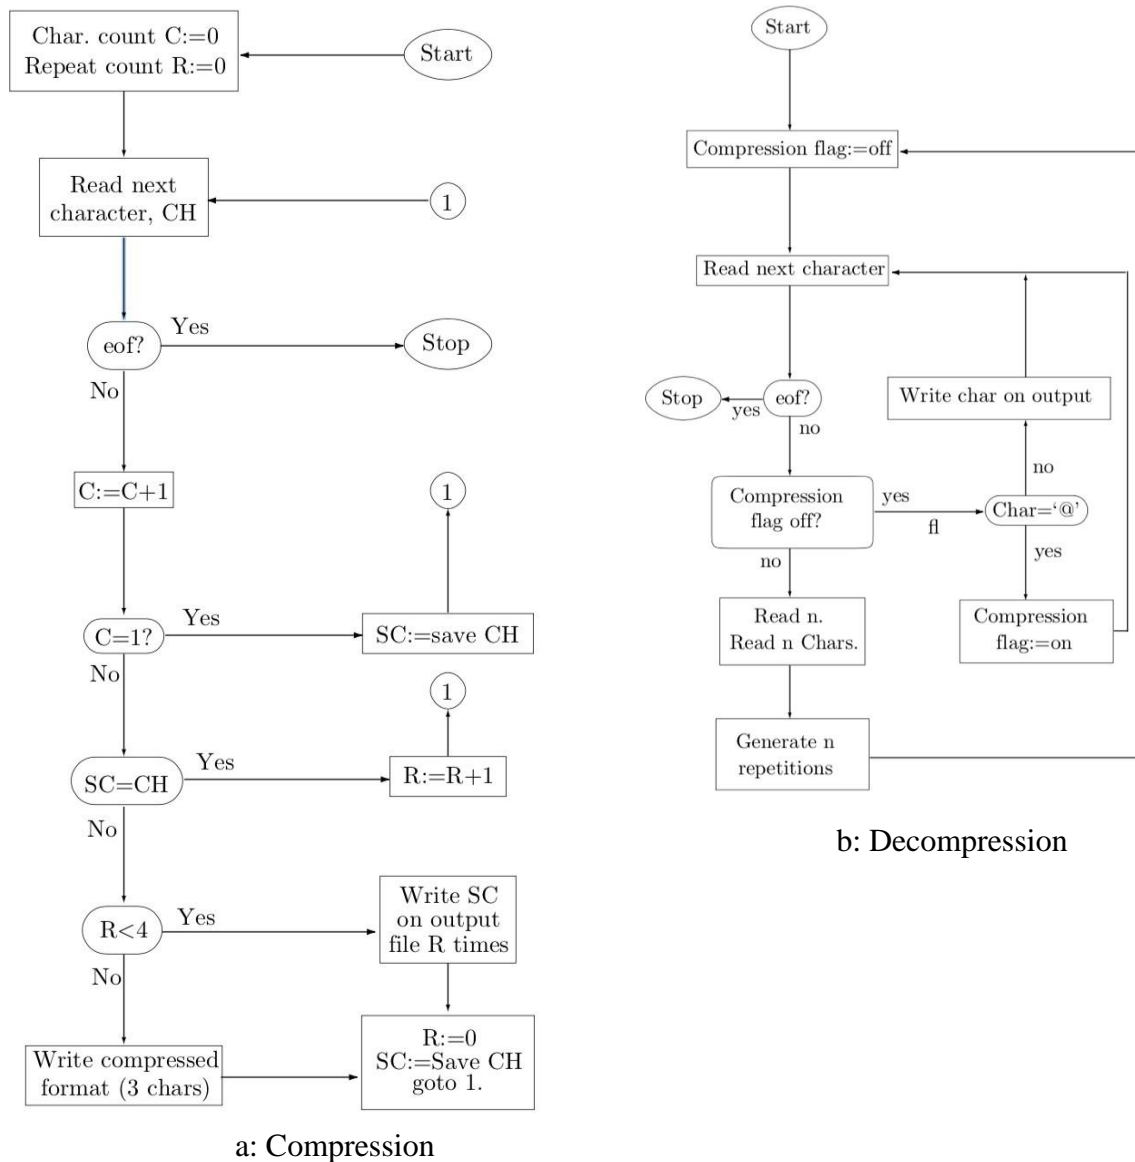 Char. count C:=0
Repeat count R:=0
Start
Read next
character, CH
1
eof?
Yes
Stop
No
C:=C+1
1
C=1?
Yes
SC:=save CH
No
1
SC=CH
Yes
R:=R+1
No
R<4
Yes
Write SC
on output
file R times
No
Write compressed
format (3 chars)
R:=0
SC:=Save CH
goto 1.
a: Compression
Start
Compression flag:=off
Read next character
Stop
yes
eof?
no
Write char on output
no
Compression
flag off?
yes
fl
Char=‘@’
no
yes
Read n.
Read n Chars.
Compression
flag:=on
Generate n
repetitions
b: Decompression